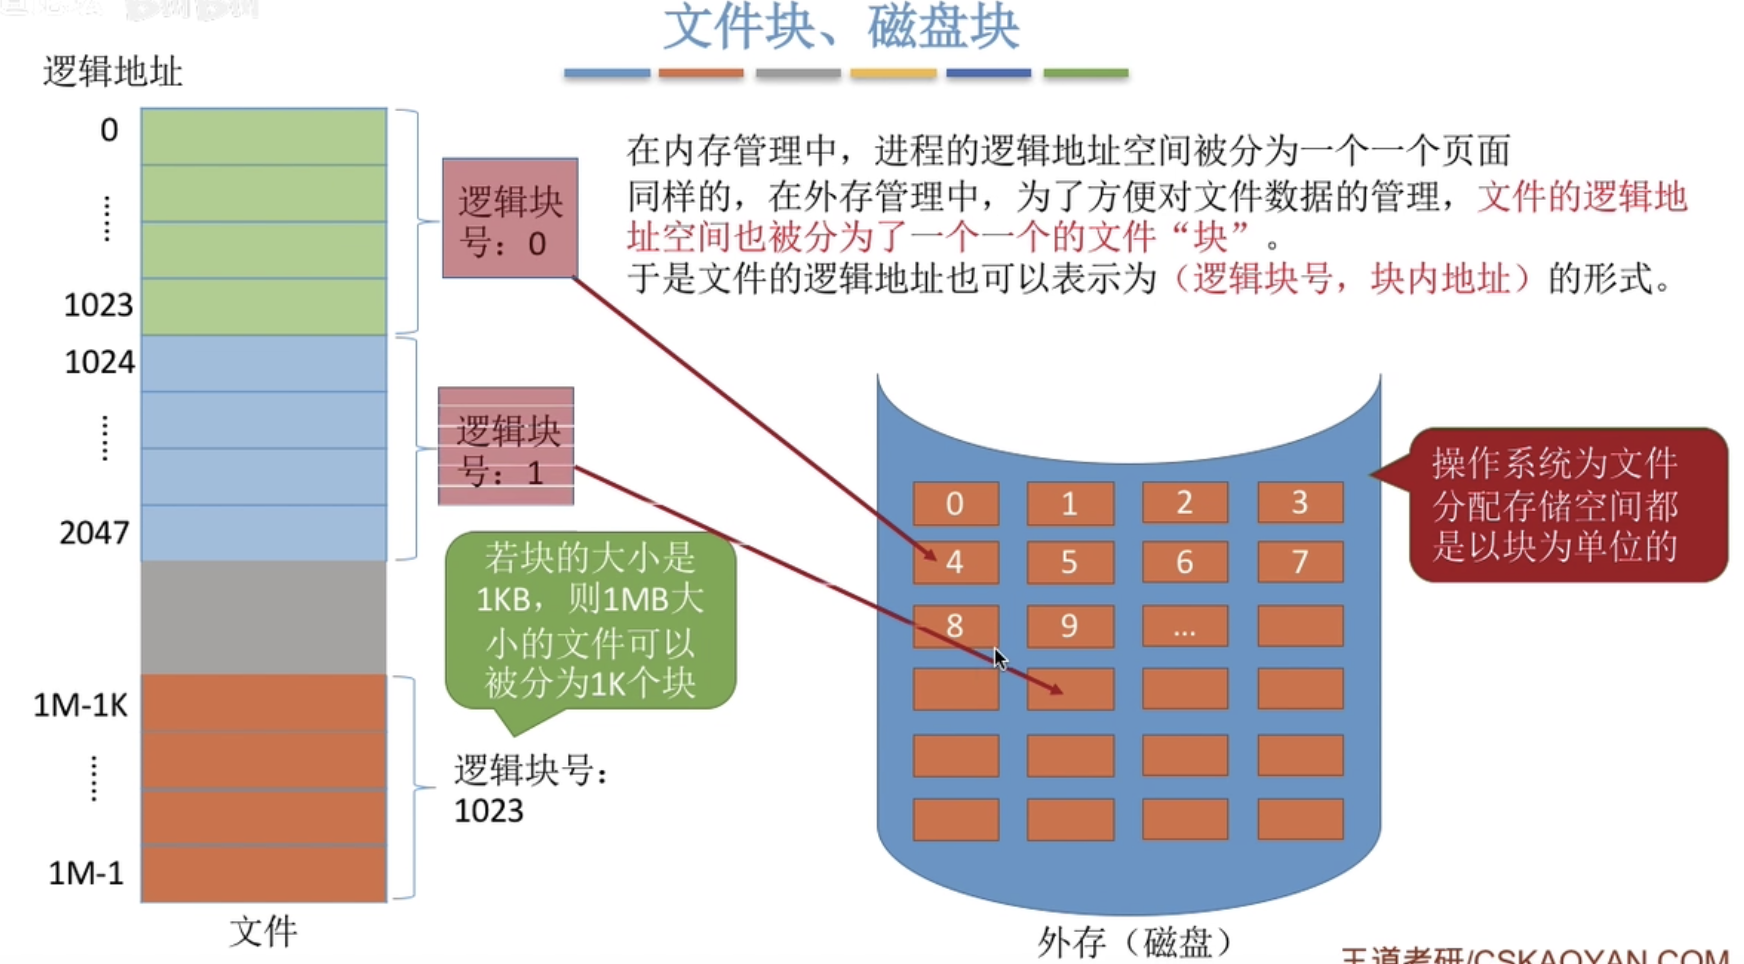 文件块、磁盘块
逻辑地址
0
……
1023
1024
……
2047
1M-1K
……
1M-1
文件
逻辑块
号：0
逻辑块
号：1
若块的大小是
1KB，则1MB大
小的文件可以
被分为1K个块
逻辑块号：
1023
在内存管理中，进程的逻辑地址空间被分为一个一个页面
同样的，在外存管理中，为了方便对文件数据的管理，文件的逻辑地
址空间也被分为了一个一个的文件“块”。
于是文件的逻辑地址也可以表示为（逻辑块号，块内地址）的形式。
0 1 2 3
4 5 6 7
8 9 ...
外存（磁盘）
操作系统为文件
分配存储空间都
是以块为单位的
王道考研/CSKAOYAN.COM